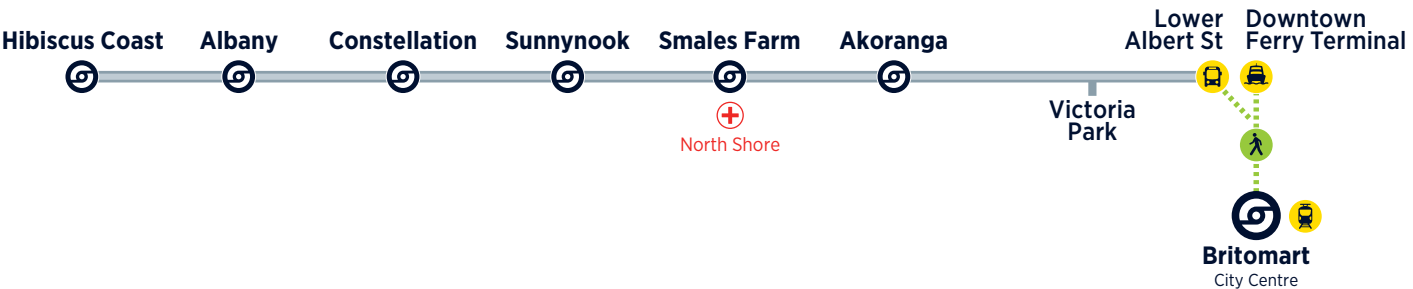 Hibiscus Coast
Albany
Constellation
Sunnynook
Smales Farm
Akoranga
Victoria
Park
Lower
Albert St
Downtown
Ferry Terminal
North Shore
Britomart
City Centre